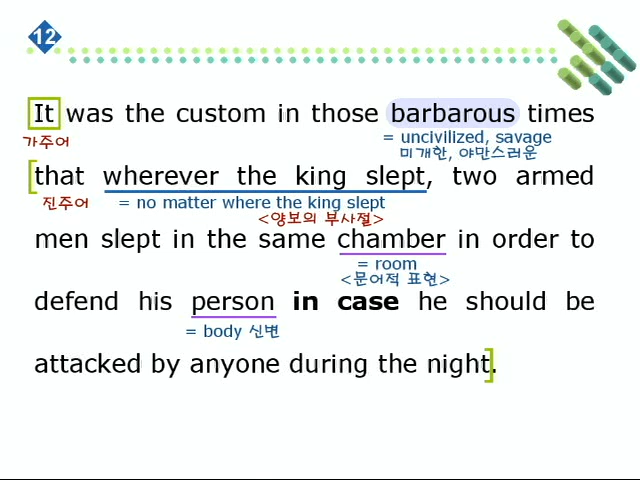 12
It was the custom in those barbarous times
가주어
= uncivilized, savage
미개한, 야만스러운
that wherever the king slept, two armed
진주어
= no matter where the king slept
<양보의 부사절>
men slept in the same chamber in order to
= room
<문어적 표현>
defend his person in case he should be
= body 신변
attacked by anyone during the night.